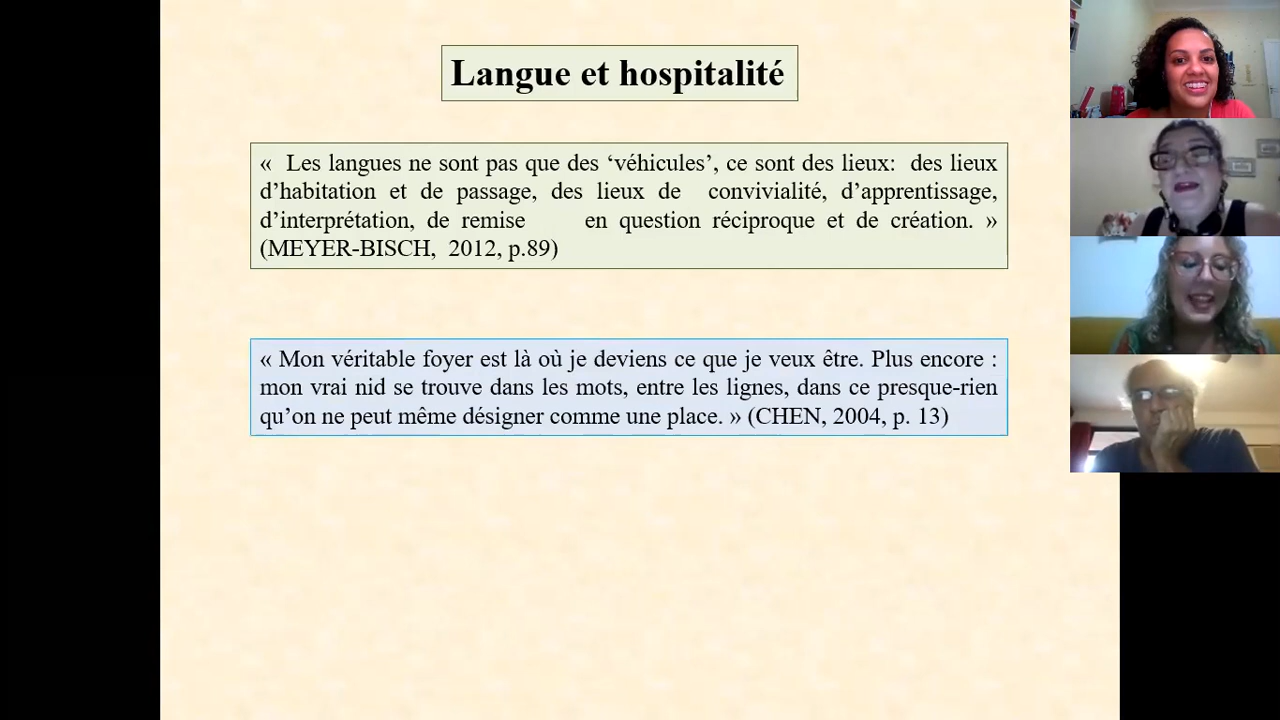 Langue et hospitalité
«  Les langues ne sont pas que des ‘véhicules’, ce sont des lieux:  des lieux
d’habitation et de passage, des lieux de  convivialité, d’apprentissage,
d’interprétation, de remise    en question réciproque et de création. »
(MEYER-BISCH,  2012, p.89)
« Mon véritable foyer est là où je deviens ce que je veux être. Plus encore :
mon vrai nid se trouve dans les mots, entre les lignes, dans ce presque-rien
qu’on ne peut même désigner comme une place. » (CHEN, 2004, p. 13)